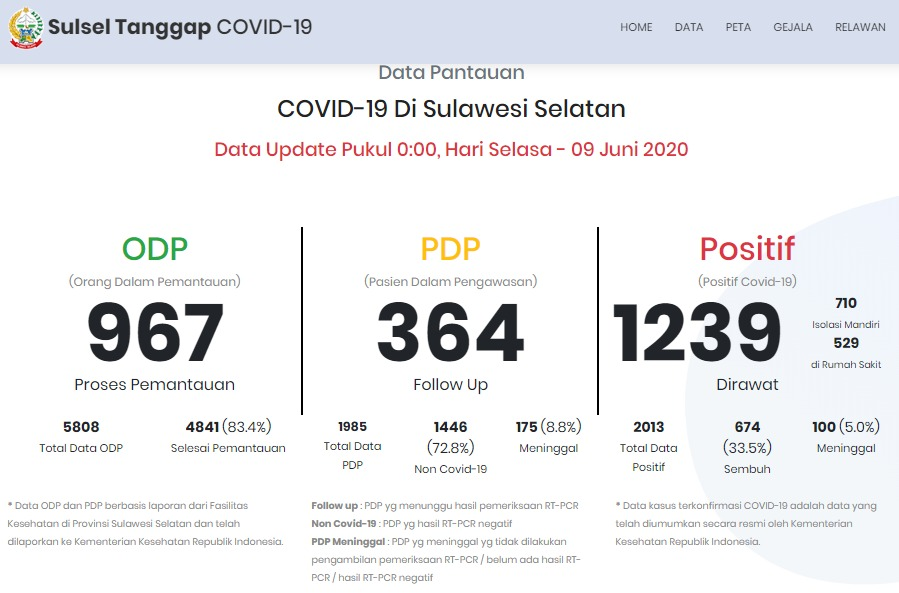 Sulsel Tanggap COVID-19
HOME DATA PETA GEJALA RELAWAN
Data Pantauan
COVID-19 Di Sulawesi Selatan
Data Update Pukul 0:00, Hari Selasa - 09 Juni 2020
ODP
(Orang Dalam Pemantauan)
967
Proses Pemantauan
5808
Total Data ODP
4841 (83.4%)
Selesai Pemantauan
* Data ODP dan PDP berbasis laporan dari Fasilitas
Kesehatan di Provinsi Sulawesi Selatan dan telah
dilaporkan ke Kementerian Kesehatan Republik Indonesia.
PDP
(Pasien Dalam Pengawasan)
364
Follow Up
1985
Total Data
PDP
1446
(72.8%)
Non Covid-19
175 (8.8%)
Meninggal
Follow up : PDP yg menunggu hasil pemeriksaan RT-PCR
Non Covid-19 : PDP yg hasil RT-PCR negatif
PDP Meninggal : PDP yg meninggal yg tidak dilakukan
pengambilan pemeriksaan RT-PCR / belum ada hasil RT-
PCR / hasil RT-PCR negatif
Positif
(Positif Covid-19)
1239
Dirawat
710
Isolasi Mandiri
529
di Rumah Sakit
2013
Total Data
Positif
674
(33.5%)
Sembuh
100 (5.0%)
Meninggal
* Data kasus terkonfirmasi COVID-19 adalah data yang
telah diumumkan secara resmi oleh Kementerian
Kesehatan Republik Indonesia.